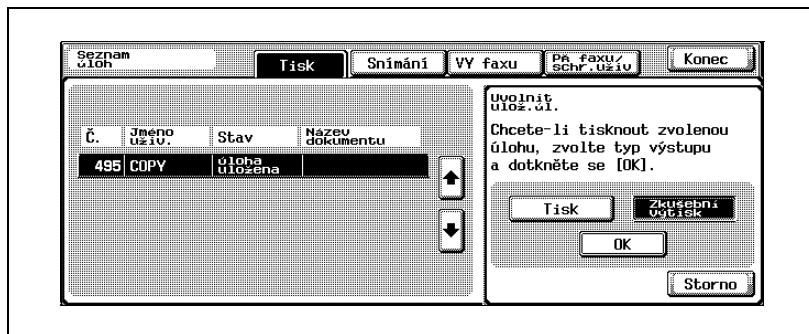 Seznam
úloh
Tisk
Snímání
VÝ faxu
PŘ faxu/
schr.uživ
Konec
Č.
Jméno
uživ.
Stav
Název
dokumentu
495
COPY
úloha
uložena
Uvolnit
ulož.úl.
Chcete-li tisknout zvolenou
úlohu, zvolte typ výstupu
a dotkněte se [OK].
Tisk
Zkušební
výtisk
OK
Storno